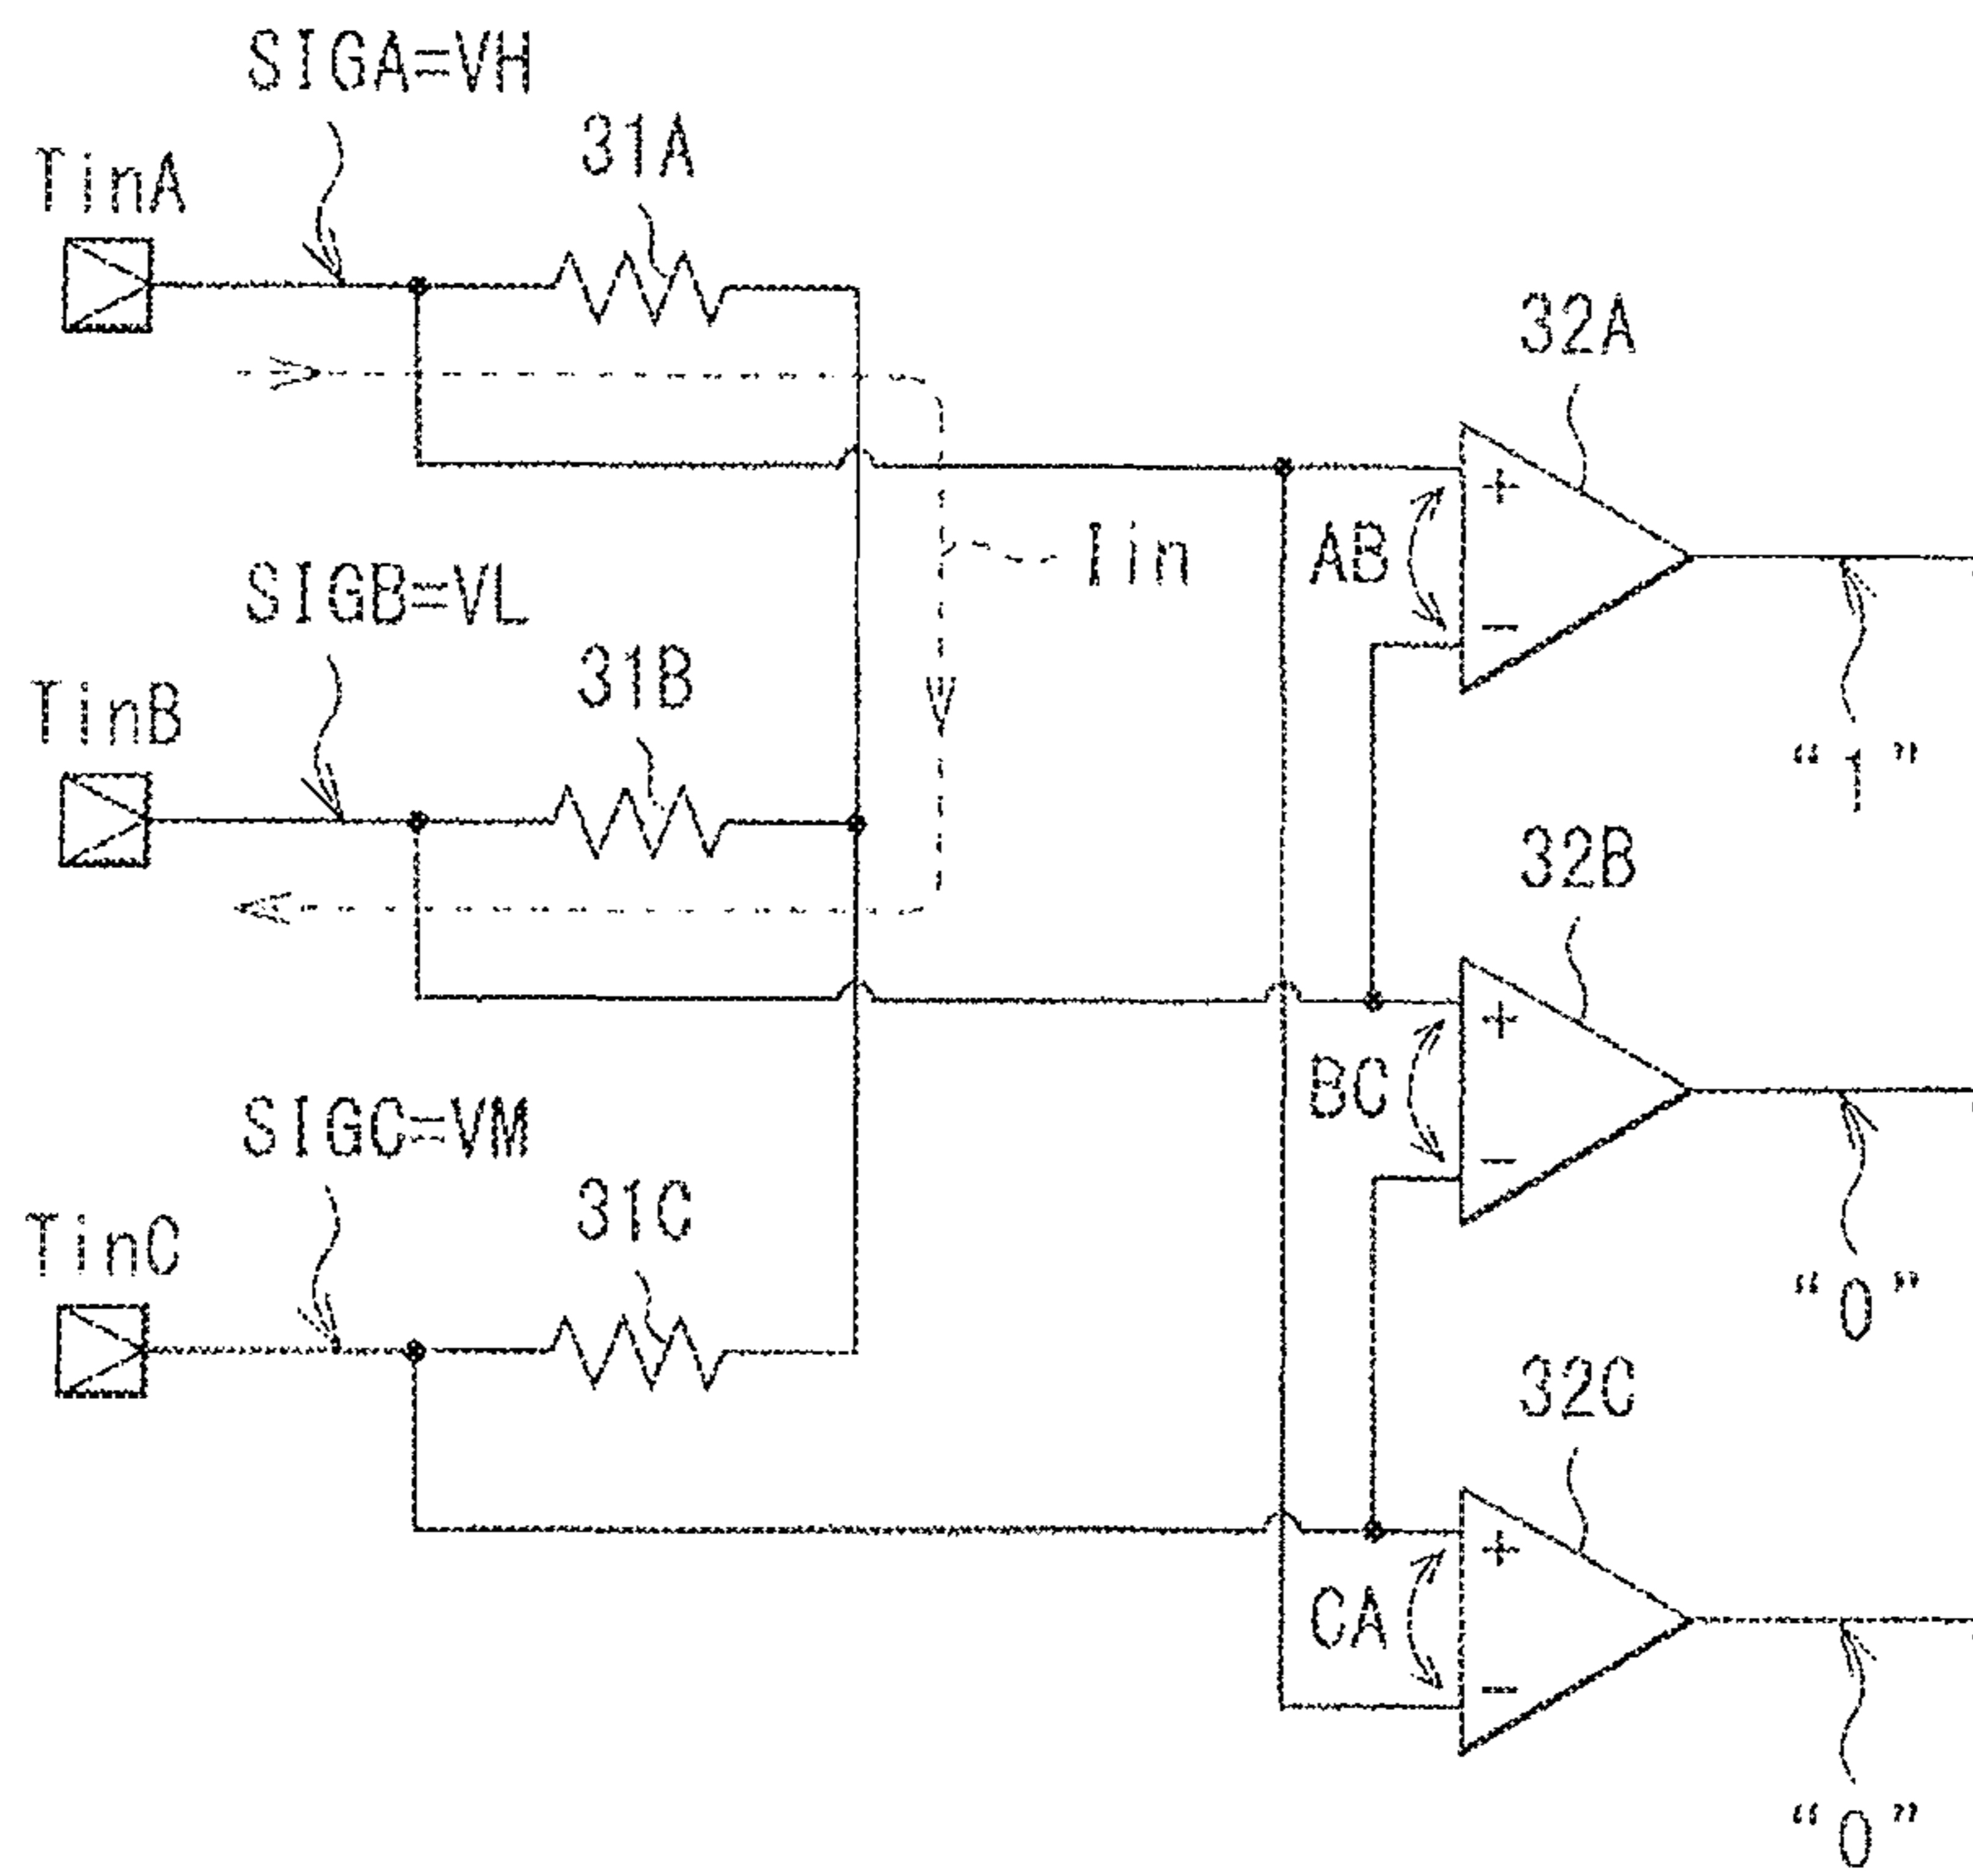 SIGA=VH
31A
TinA
32A
+
AB
Iin
−
"1"
SIGB=VL
31B
TinB
32B
+
BC
−
"0"
SIGC=VM
31C
TinC
32C
+
CA
−
"0"